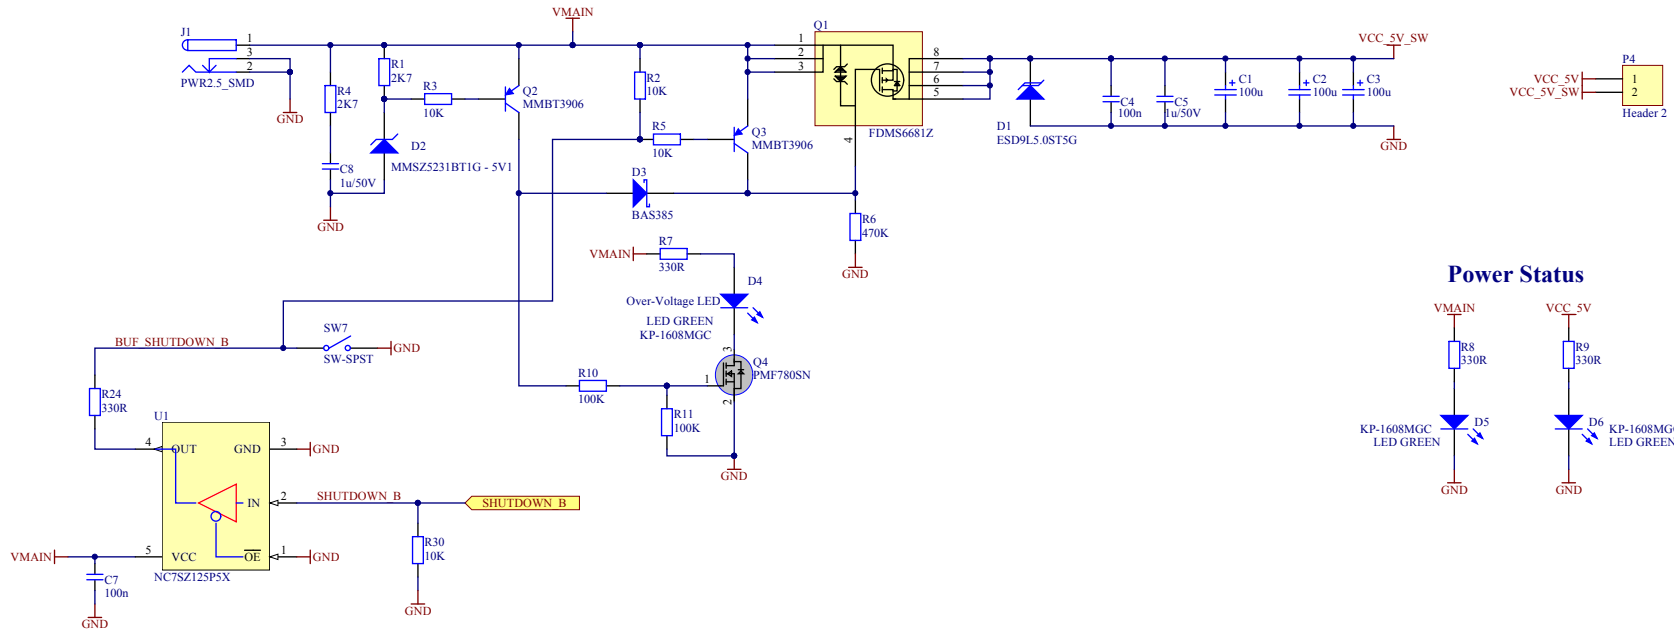 VMAIN
J1
1
3
2
PWR2.5_SMD
GND
R4
2K7
R1
2K7
R3
10K
Q2
MMBT3906
D2
MMSZ5231BT1G - 5V1
C8
1u/50V
GND
R2
10K
R5
10K
Q3
MMBT3906
D3
BAS385
Q1
1
2
3
8
7
6
5
4
FDMS6681Z
R6
470K
GND
D1
ESD9L5.0ST5G
C4
100n
C5
1u/50V
C1
100u
C2
100u
C3
100u
VCC_5V_SW
GND
P4
VCC_5V
VCC_5V_SW
1
2
Header 2
VMAIN
R7
330R
D4
Over-Voltage LED
LED GREEN
KP-1608MGC
3
Q4
PMF780SN
1
2
R10
100K
R11
100K
GND
Power Status
VMAIN
R8
330R
D5
KP-1608MGC
LED GREEN
GND
VCC_5V
R9
330R
D6
KP-1608MGC
LED GREEN
GND
BUF_SHUTDOWN_B
SW7
SW-SPST
GND
R24
330R
U1
4
OUT
GND
3
GND
IN
2
SHUTDOWN_B
SHUTDOWN_B
VMAIN
5
VCC
OE
1
GND
NC7SZ125P5X
C7
100n
GND
R30
10K
GND